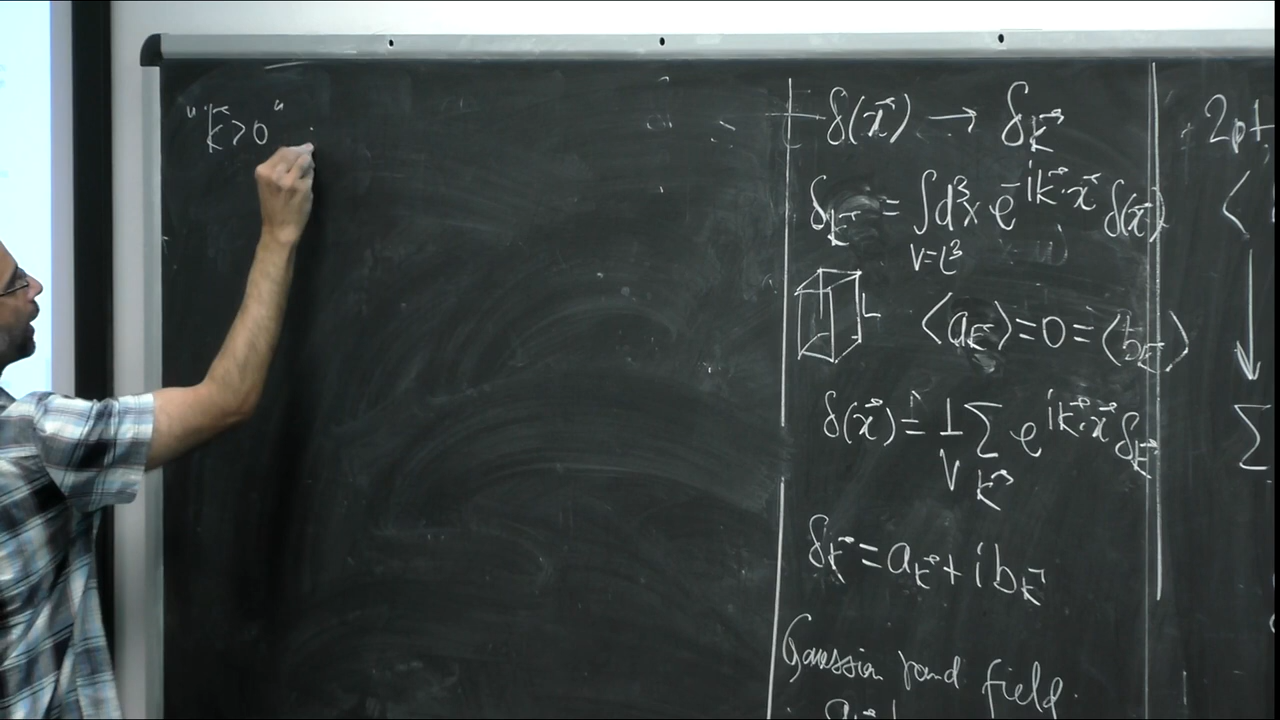 "k⃗>0"
δ(x⃗) → δ_k⃗
δ_k⃗ = ∫_{V=L³} d³x e^{-ik⃗·x⃗} δ(x⃗)
L
⟨a_k⃗⟩=0=⟨b_k⃗⟩
δ(x⃗) = 1/V Σ_k⃗ e^{ik⃗·x⃗} δ_k⃗
δ_k⃗ = a_k⃗ + i b_k⃗
Gaussian rand field.
2pt
⟨
↓
Σ